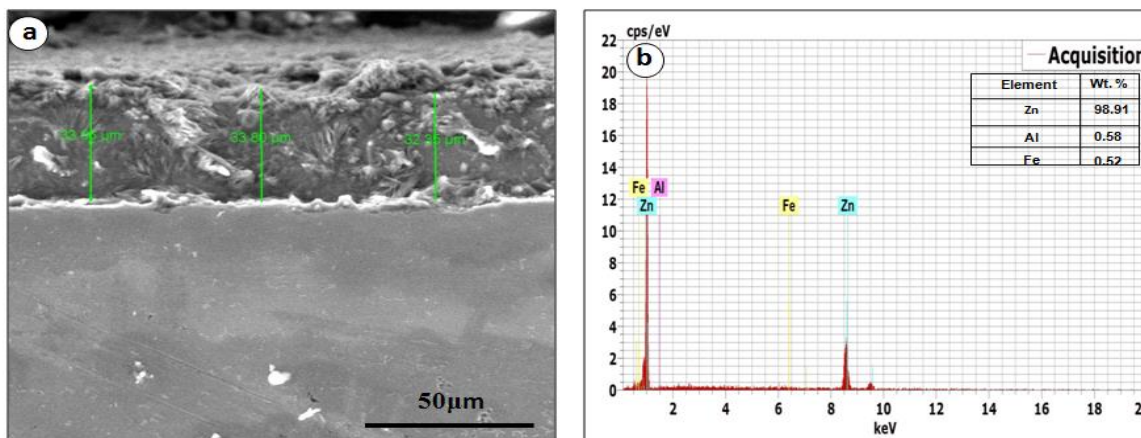 a
33.80 µm
32.35 µm
50µm
cps/eV
b
22
20
18
16
14
12
10
8
6
4
2
0
Acquisition
Element Wt. %
Zn 98.91
Al 0.58
Fe 0.52
Fe Al
Zn
Fe
Zn
2 4 6 8 10 12 14 16 18
keV